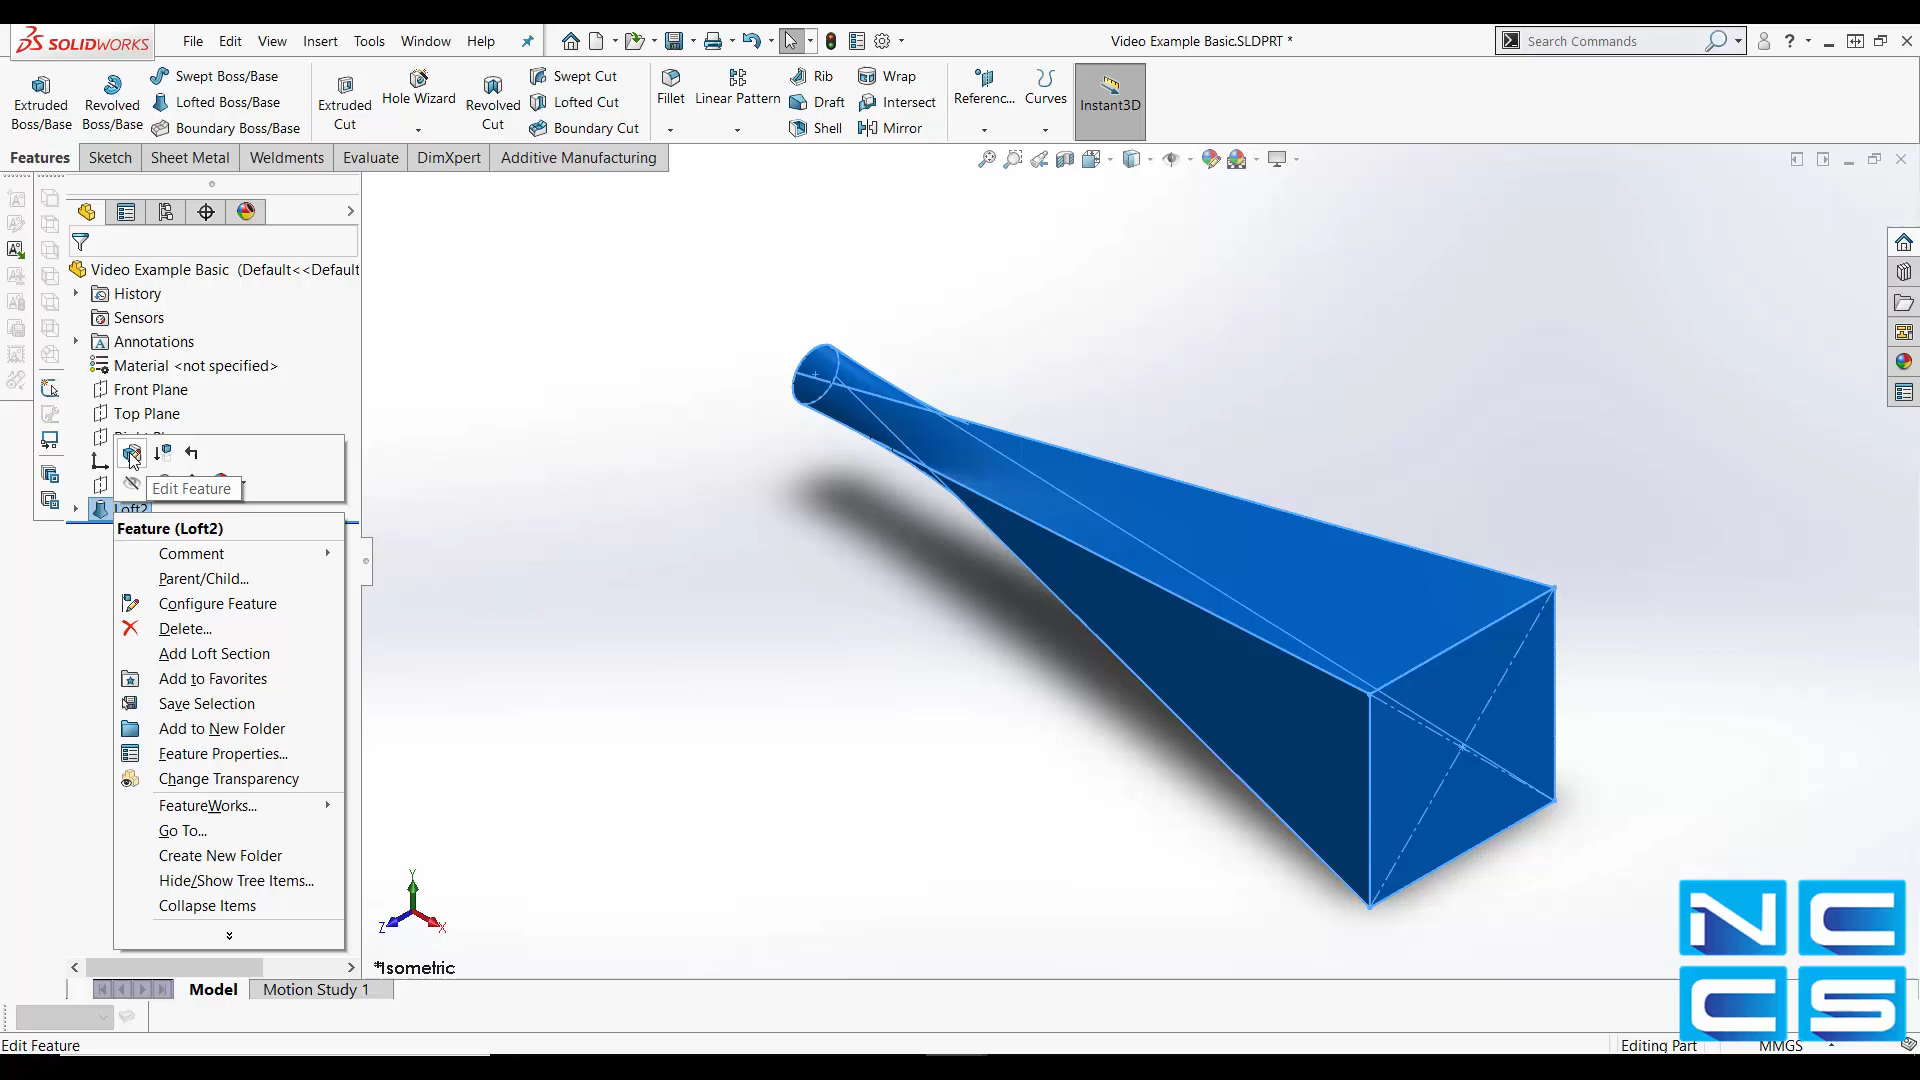 SOLIDWORKS File Edit View Insert Tools Window Help Video Example Basic.SLDPRT * Search Commands ?
Extruded Boss/Base
Revolved Boss/Base
Swept Boss/Base
Lofted Boss/Base
Boundary Boss/Base
Extruded Cut
Hole Wizard
Revolved Cut
Swept Cut
Lofted Cut
Boundary Cut
Fillet
Linear Pattern
Rib
Draft
Shell
Wrap
Intersect
Mirror
Referenc...
Curves
Instant3D
Features Sketch Sheet Metal Weldments Evaluate DimXpert Additive Manufacturing
Video Example Basic (Default<<Default
History
Sensors
Annotations
Material <not specified>
Front Plane
Top Plane
Edit Feature
Loft2
Feature (Loft2)
Comment
Parent/Child...
Configure Feature
Delete...
Add Loft Section
Add to Favorites
Save Selection
Add to New Folder
Feature Properties...
Change Transparency
FeatureWorks...
Go To...
Create New Folder
Hide/Show Tree Items...
Collapse Items
Y
Z
X
*Isometric
Model Motion Study 1
Edit Feature Editing Part MMGS
NC
CS